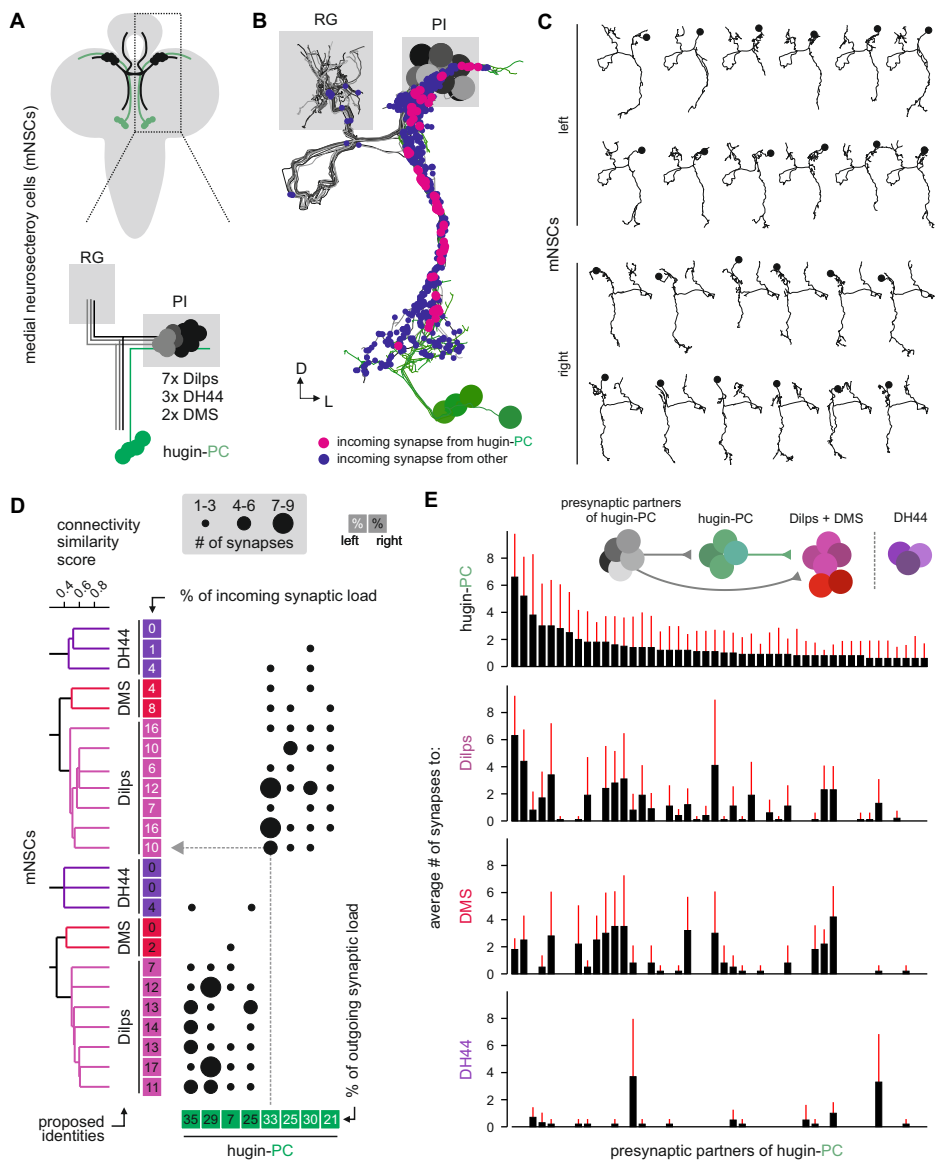 A
medial neurosecteroy cells (mNSCs)
RG
PI
7x Dilps
3x DH44
2x DMS
hugin-PC
B
RG
PI
D
L
incoming synapse from hugin-PC
incoming synapse from other
C
left
mNSCs
right
D
connectivity
similarity
score
0.4 0.6 0.8
1-3 4-6 7-9
# of synapses
% %
left right
% of incoming synaptic load
mNSCs
DH44
0
1
4
DMS
4
8
Dilps
16
10
6
12
7
16
10
DH44
0
0
4
DMS
0
2
Dilps
7
12
13
14
13
17
11
proposed
identities
35 29 7 25 33 25 30 21
hugin-PC
% of outgoing synaptic load
E
presynaptic partners
of hugin-PC
hugin-PC
Dilps + DMS
DH44
average # of synapses to:
hugin-PC
8
6
4
2
0
Dilps
8
6
4
2
0
DMS
8
6
4
2
0
DH44
8
6
4
2
0
presynaptic partners of hugin-PC